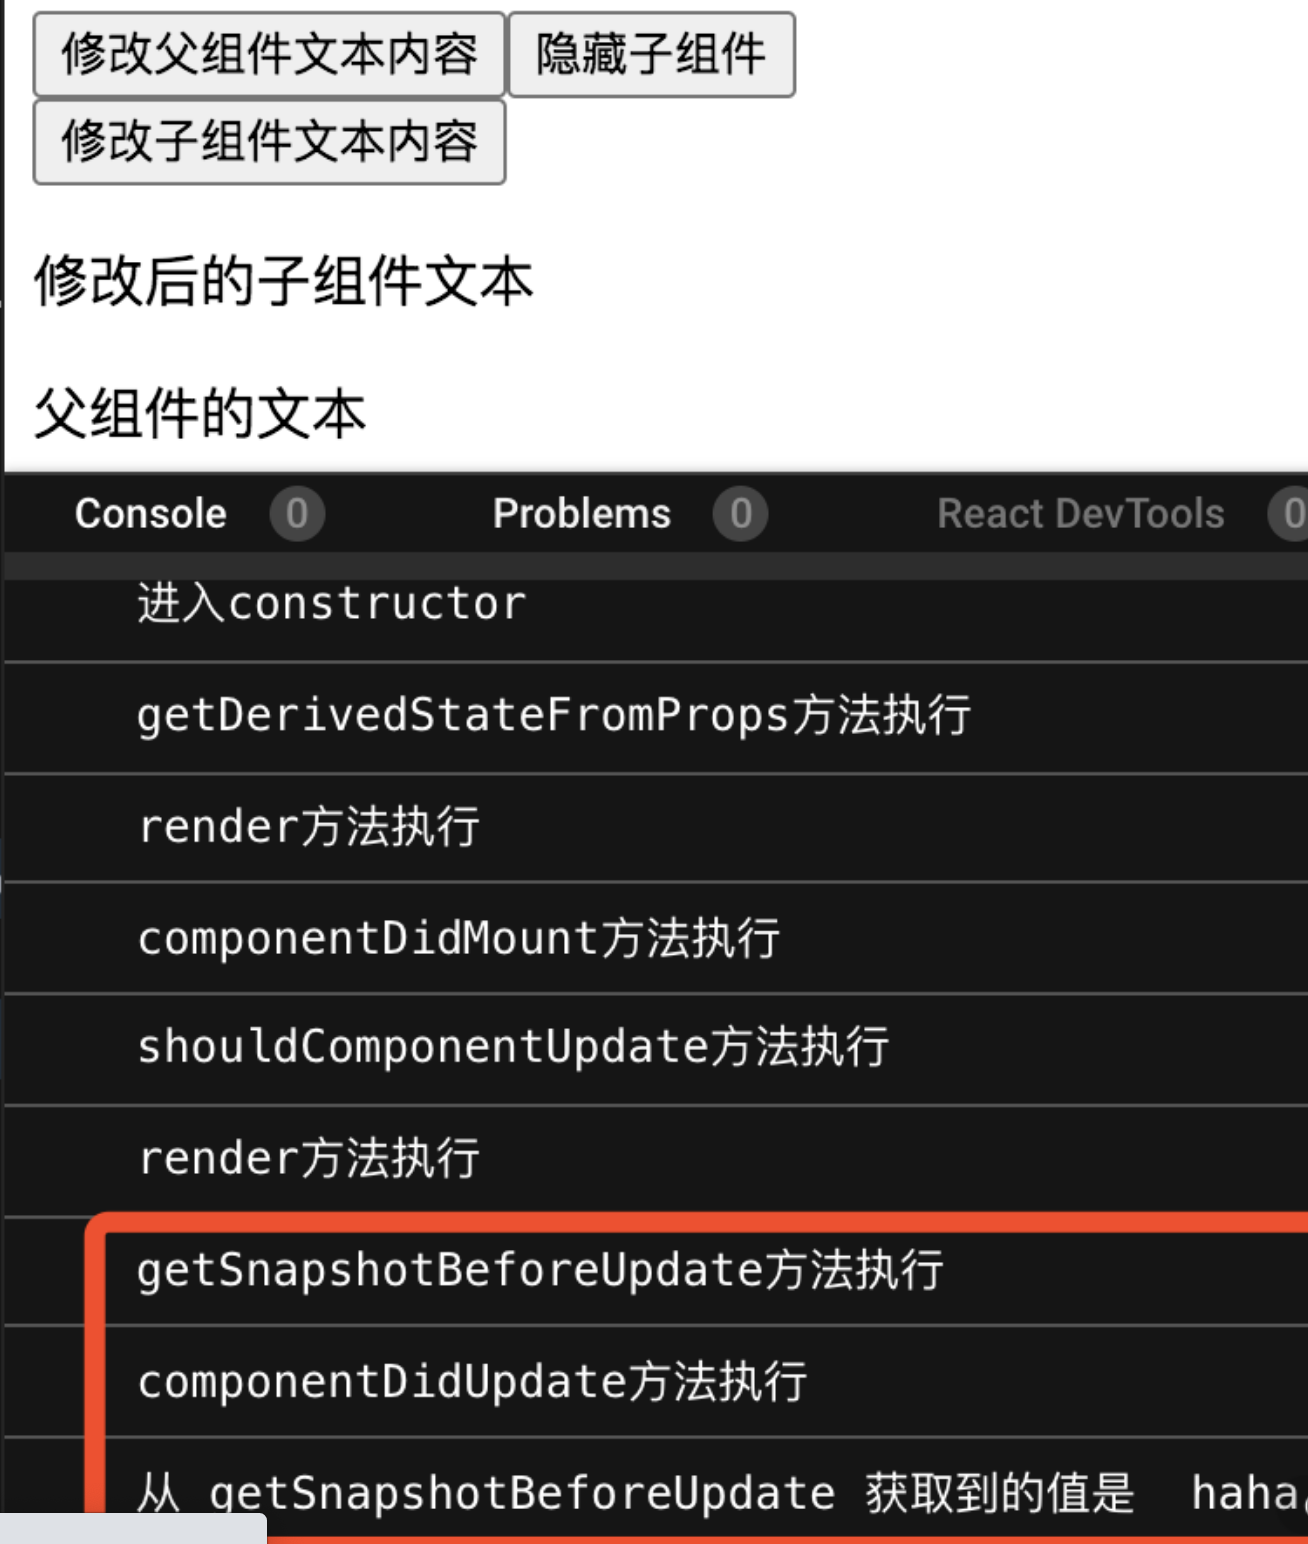 修改父组件文本内容 隐藏子组件
修改子组件文本内容
修改后的子组件文本
父组件的文本
Console 0 Problems 0 React DevTools 0
进入constructor
getDerivedStateFromProps方法执行
render方法执行
componentDidMount方法执行
shouldComponentUpdate方法执行
render方法执行
getSnapshotBeforeUpdate方法执行
componentDidUpdate方法执行
从 getSnapshotBeforeUpdate 获取到的值是 haha